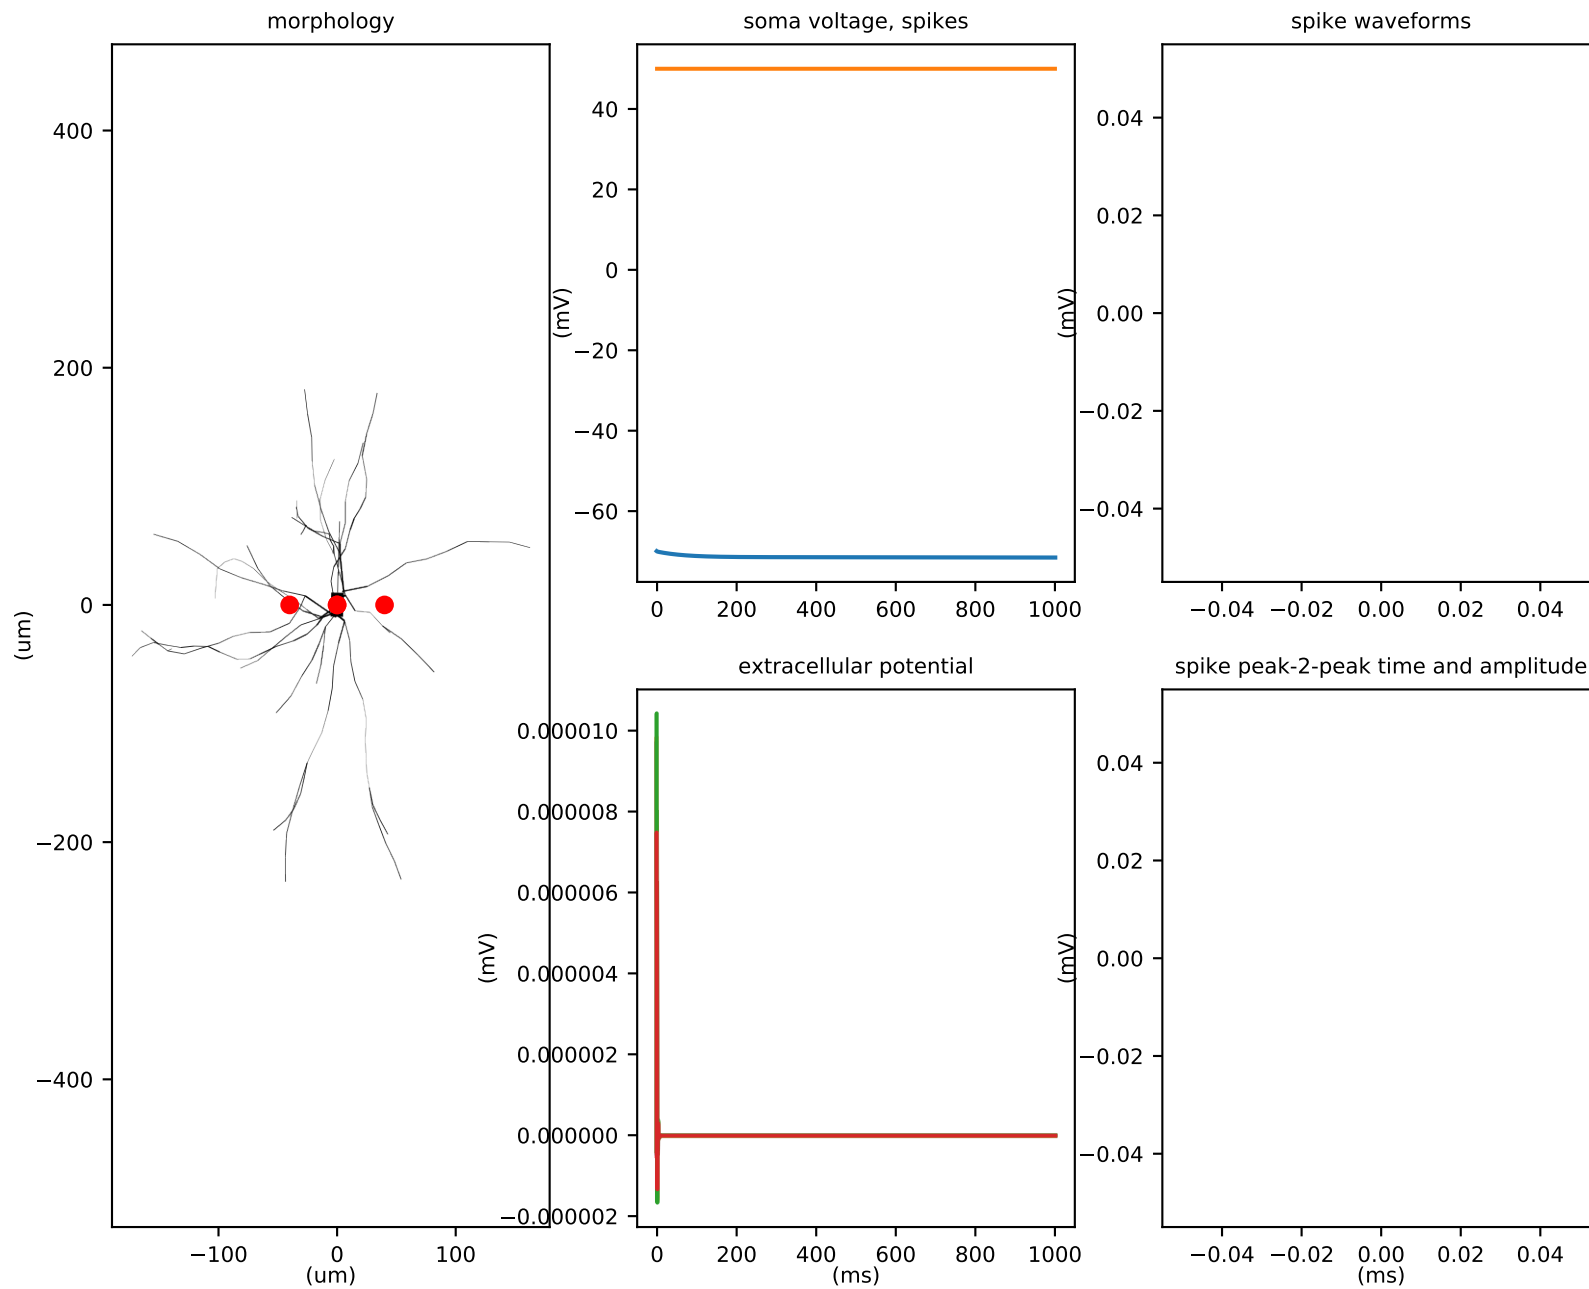 morphology
400
200
0
−200
−400
(um)
−100 0 100
(um)
soma voltage, spikes
40
20
0
−20
−40
−60
(mV)
0 200 400 600 800 1000
spike waveforms
0.04
0.02
0.00
−0.02
−0.04
(mV)
−0.04 −0.02 0.00 0.02 0.04
extracellular potential
0.000010
0.000008
0.000006
0.000004
0.000002
0.000000
−0.000002
(mV)
0 200 400 600 800 1000
(ms)
spike peak-2-peak time and amplitude
0.04
0.02
0.00
−0.02
−0.04
(mV)
−0.04 −0.02 0.00 0.02 0.04
(ms)